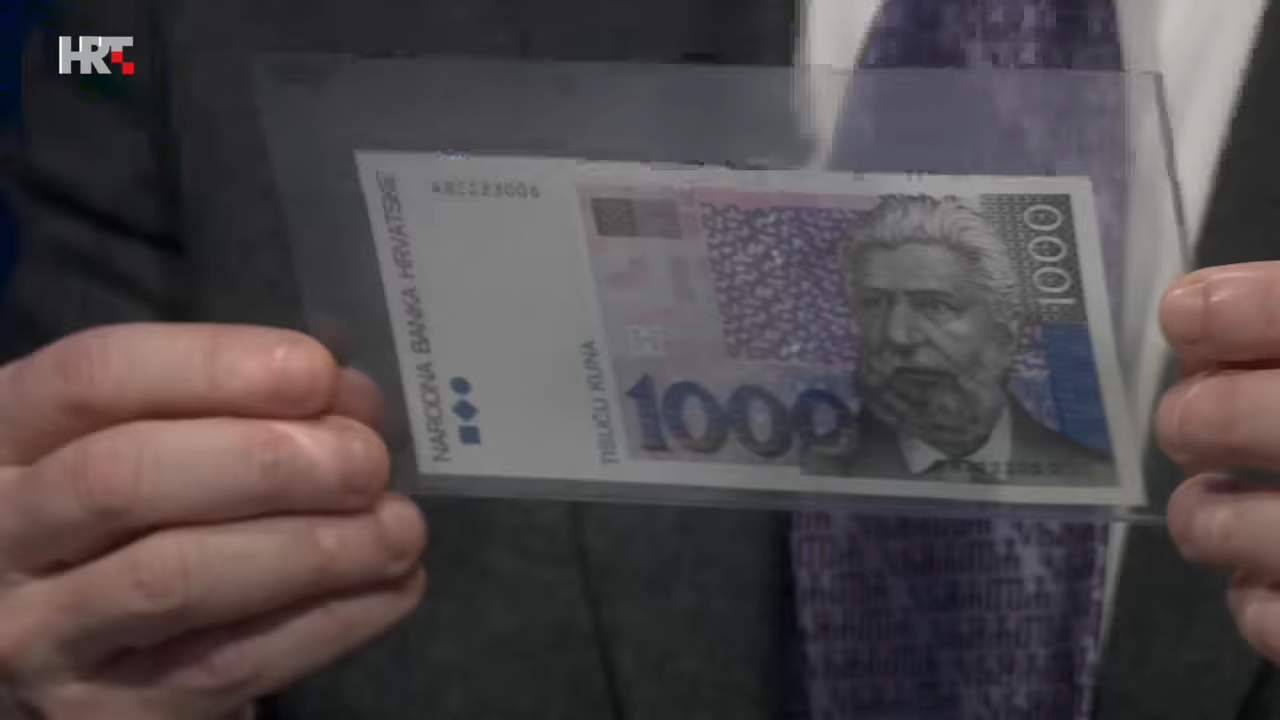 HRT
NARODNA BANKA HRVATSKE
TISUĆU KUNA
1000
1000